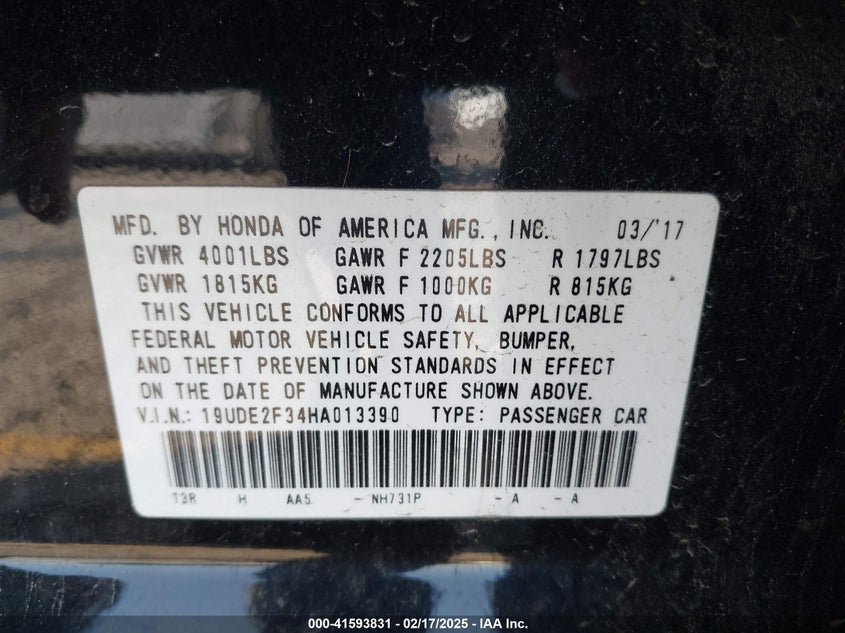 MFD. BY HONDA OF AMERICA MFG., INC. 03/'17
GVWR 4001LBS GAWR F 2205LBS R 1797LBS
GVWR 1815KG GAWR F 1000KG R 815KG
THIS VEHICLE CONFORMS TO ALL APPLICABLE
FEDERAL MOTOR VEHICLE SAFETY, BUMPER,
AND THEFT PREVENTION STANDARDS IN EFFECT
ON THE DATE OF MANUFACTURE SHOWN ABOVE.
V.I.N.: 19UDE2F34HA013390 TYPE: PASSENGER CAR
T3R H AA5 - NH731P - A - A
000-41593831 - 02/17/2025 - IAA Inc.